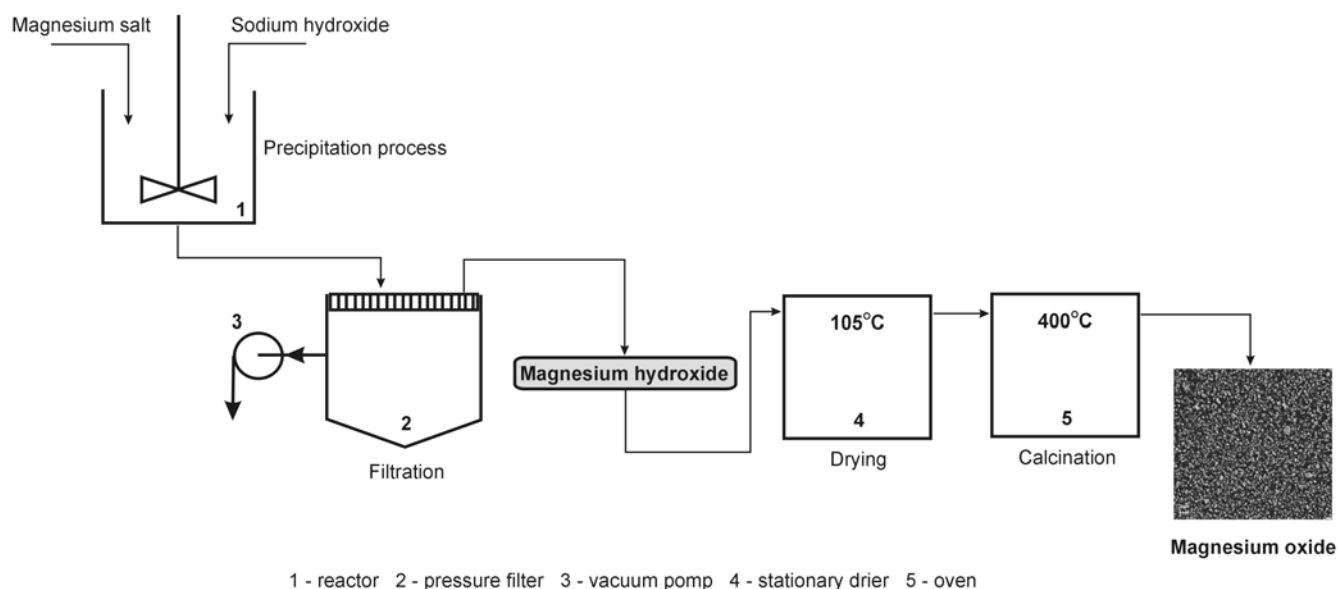 Magnesium salt
Sodium hydroxide
Precipitation process
1
3
2
Filtration
Magnesium hydroxide
105°C
4
Drying
400°C
5
Calcination
Magnesium oxide
1 - reactor 2 - pressure filter 3 - vacuum pomp 4 - stationary drier 5 - oven